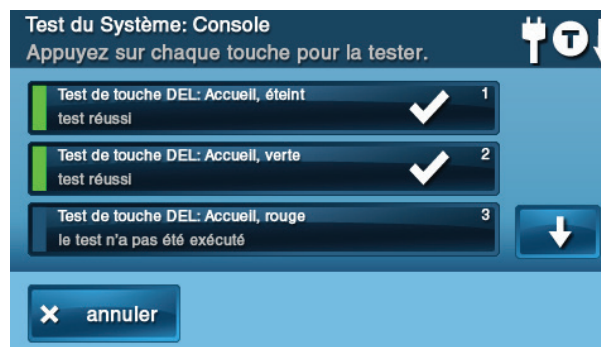 Test du Système: Console
Appuyez sur chaque touche pour la tester.
T
Test de touche DEL: Accueil, éteint
1
test réussi
Test de touche DEL: Accueil, verte
2
test réussi
Test de touche DEL: Accueil, rouge
3
le test n'a pas été exécuté
annuler